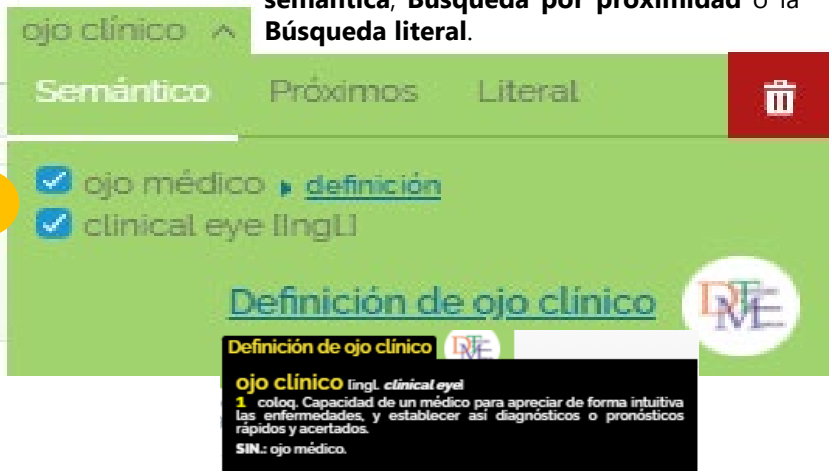 semántica, Búsqueda por proximidad o la
Búsqueda literal.
ojo clínico
Semántico Próximos Literal
ojo médico definición
clinical eye [ingl.]
Definición de ojo clínico DTME
Definición de ojo clínico DTME
ojo clínico [ingl. clinical eye]
1 coloq. Capacidad de un médico para apreciar de forma intuitiva
las enfermedades, y establecer así diagnósticos o pronósticos
rápidos y acertados.
SIN.: ojo médico.